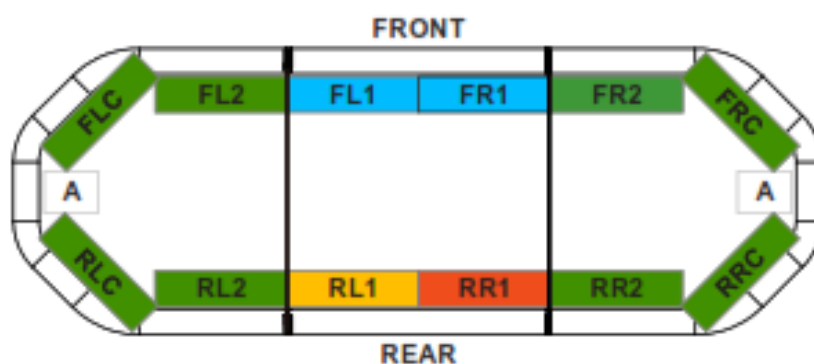 FRONT
FLC FL2 FL1 FR1 FR2 FRC
A A
RLC RL2 RL1 RR1 RR2 RRC
REAR